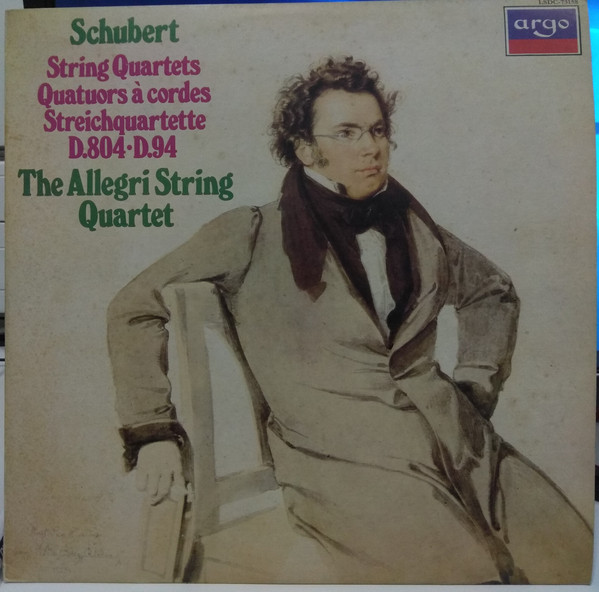 Schubert
String Quartets
Quatuors à cordes
Streichquartette
D.804·D.94
The Allegri String
Quartet
argo